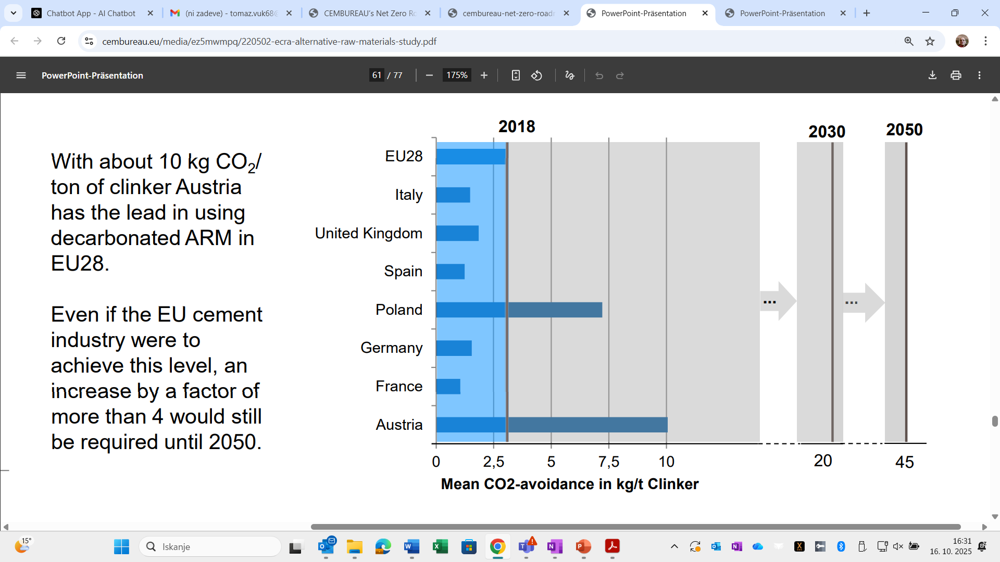 Chatbot App - AI Chatbot
(ni zadeve) - tomaz.vuk68@
CEMBUREAU's Net Zero Ro
cembureau-net-zero-roadm
PowerPoint-Präsentation
PowerPoint-Präsentation
cembureau.eu/media/ez5mwmpq/220502-ecra-alternative-raw-materials-study.pdf
PowerPoint-Präsentation
61 / 77
175%
With about 10 kg CO₂/
ton of clinker Austria
has the lead in using
decarbonated ARM in
EU28.
Even if the EU cement
industry were to
achieve this level, an
increase by a factor of
more than 4 would still
be required until 2050.
2018
2030
2050
EU28
Italy
United Kingdom
Spain
Poland
Germany
France
Austria
...
...
0
2,5
5
7,5
10
20
45
Mean CO2-avoidance in kg/t Clinker
15°
Iskanje
16:31
16. 10. 2025